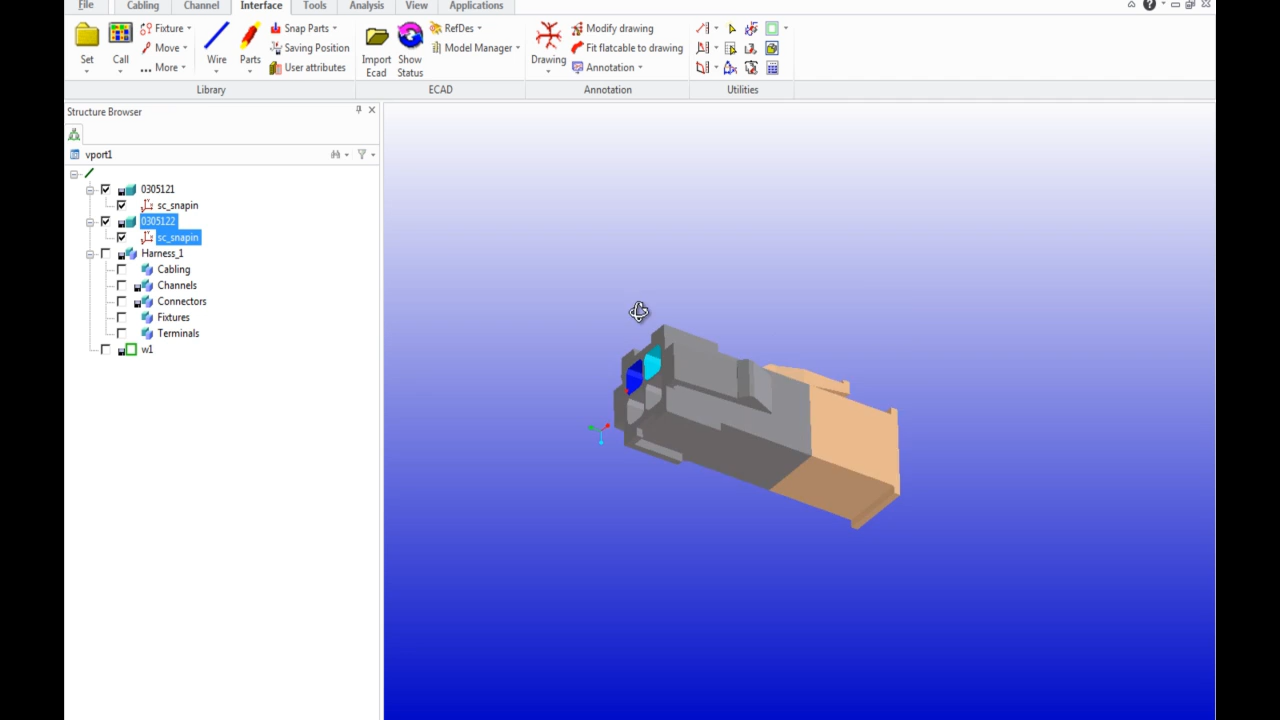 File Cabling Channel Interface Tools Analysis View Applications
Fixture Snap Parts RefDes Modify drawing
Move Saving Position Model Manager Fit flatcable to drawing
Set Call More Wire Parts User attributes Import Ecad Show Status Drawing Annotation
Library ECAD Annotation Utilities
Structure Browser
vport1
0305121
sc_snapin
0305122
sc_snapin
Harness_1
Cabling
Channels
Connectors
Fixtures
Terminals
w1